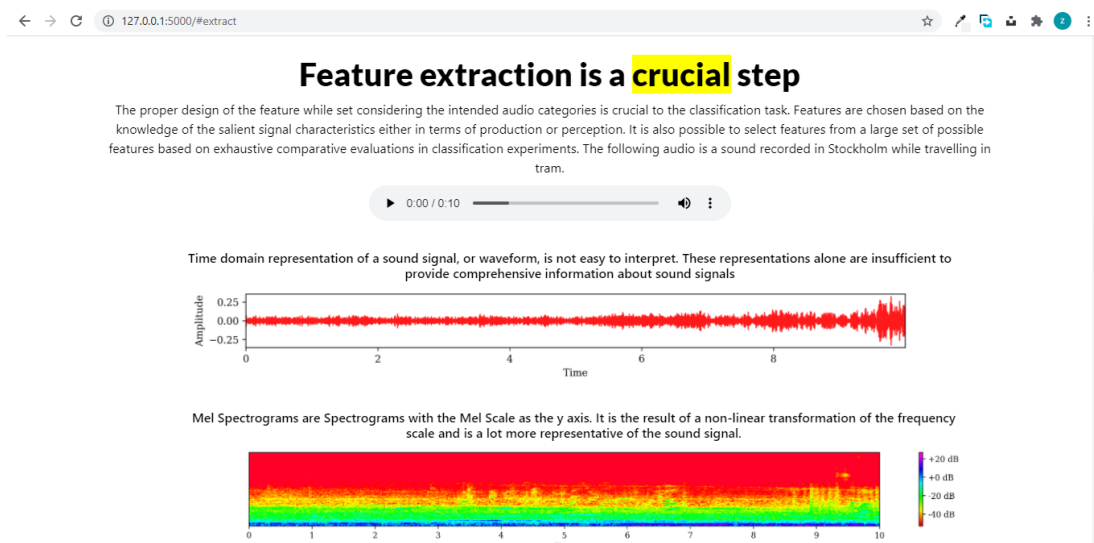 127.0.0.1:5000/#extract
Z
Feature extraction is a crucial step
The proper design of the feature while set considering the intended audio categories is crucial to the classification task. Features are chosen based on the
knowledge of the salient signal characteristics either in terms of production or perception. It is also possible to select features from a large set of possible
features based on exhaustive comparative evaluations in classification experiments. The following audio is a sound recorded in Stockholm while travelling in
tram.
0:00 / 0:10
Time domain representation of a sound signal, or waveform, is not easy to interpret. These representations alone are insufficient to
provide comprehensive information about sound signals
Amplitude
0.25
0.00
−0.25
0 2 4 6 8
Time
Mel Spectrograms are Spectrograms with the Mel Scale as the y axis. It is the result of a non-linear transformation of the frequency
scale and is a lot more representative of the sound signal.
+20 dB
+0 dB
-20 dB
-40 dB
0 1 2 3 4 5 6 7 8 9 10